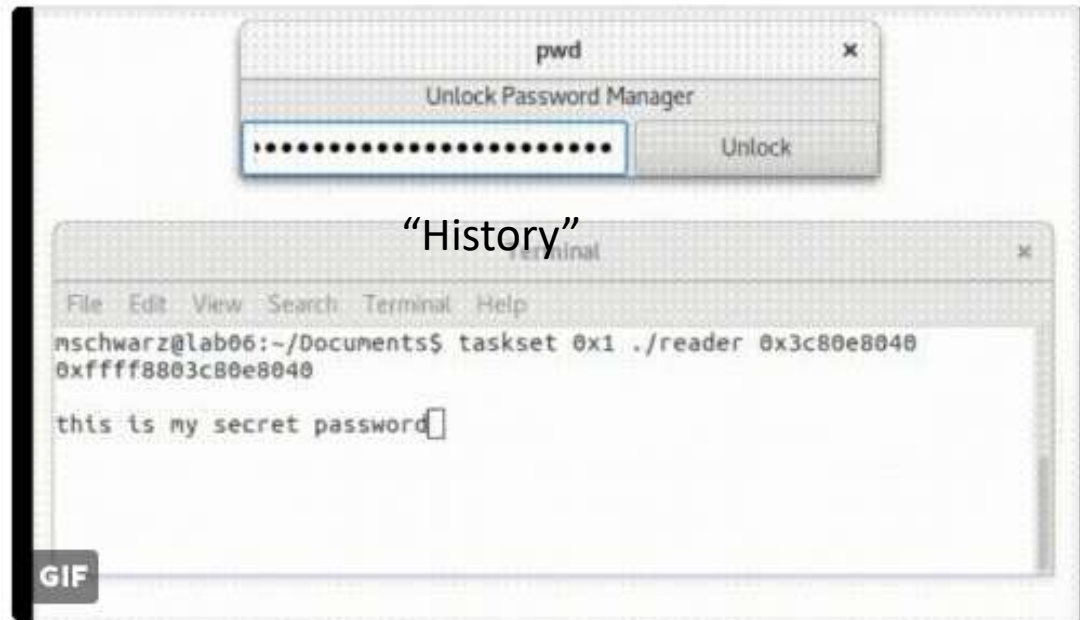 pwd ×
Unlock Password Manager
Unlock
“History”
Terminal ×
File Edit View Search Terminal Help
mschwarz@lab06:~/Documents$ taskset 0x1 ./reader 0x3c80e8040
0xffff8803c80e8040
this is my secret password
GIF